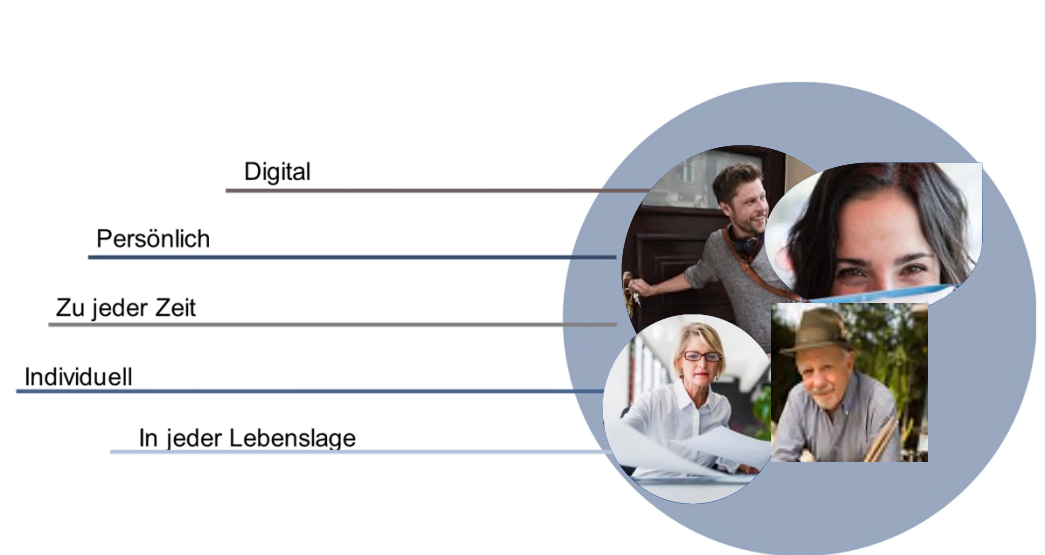 Digital
Persönlich
Zu jeder Zeit
Individuell
In jeder Lebenslage